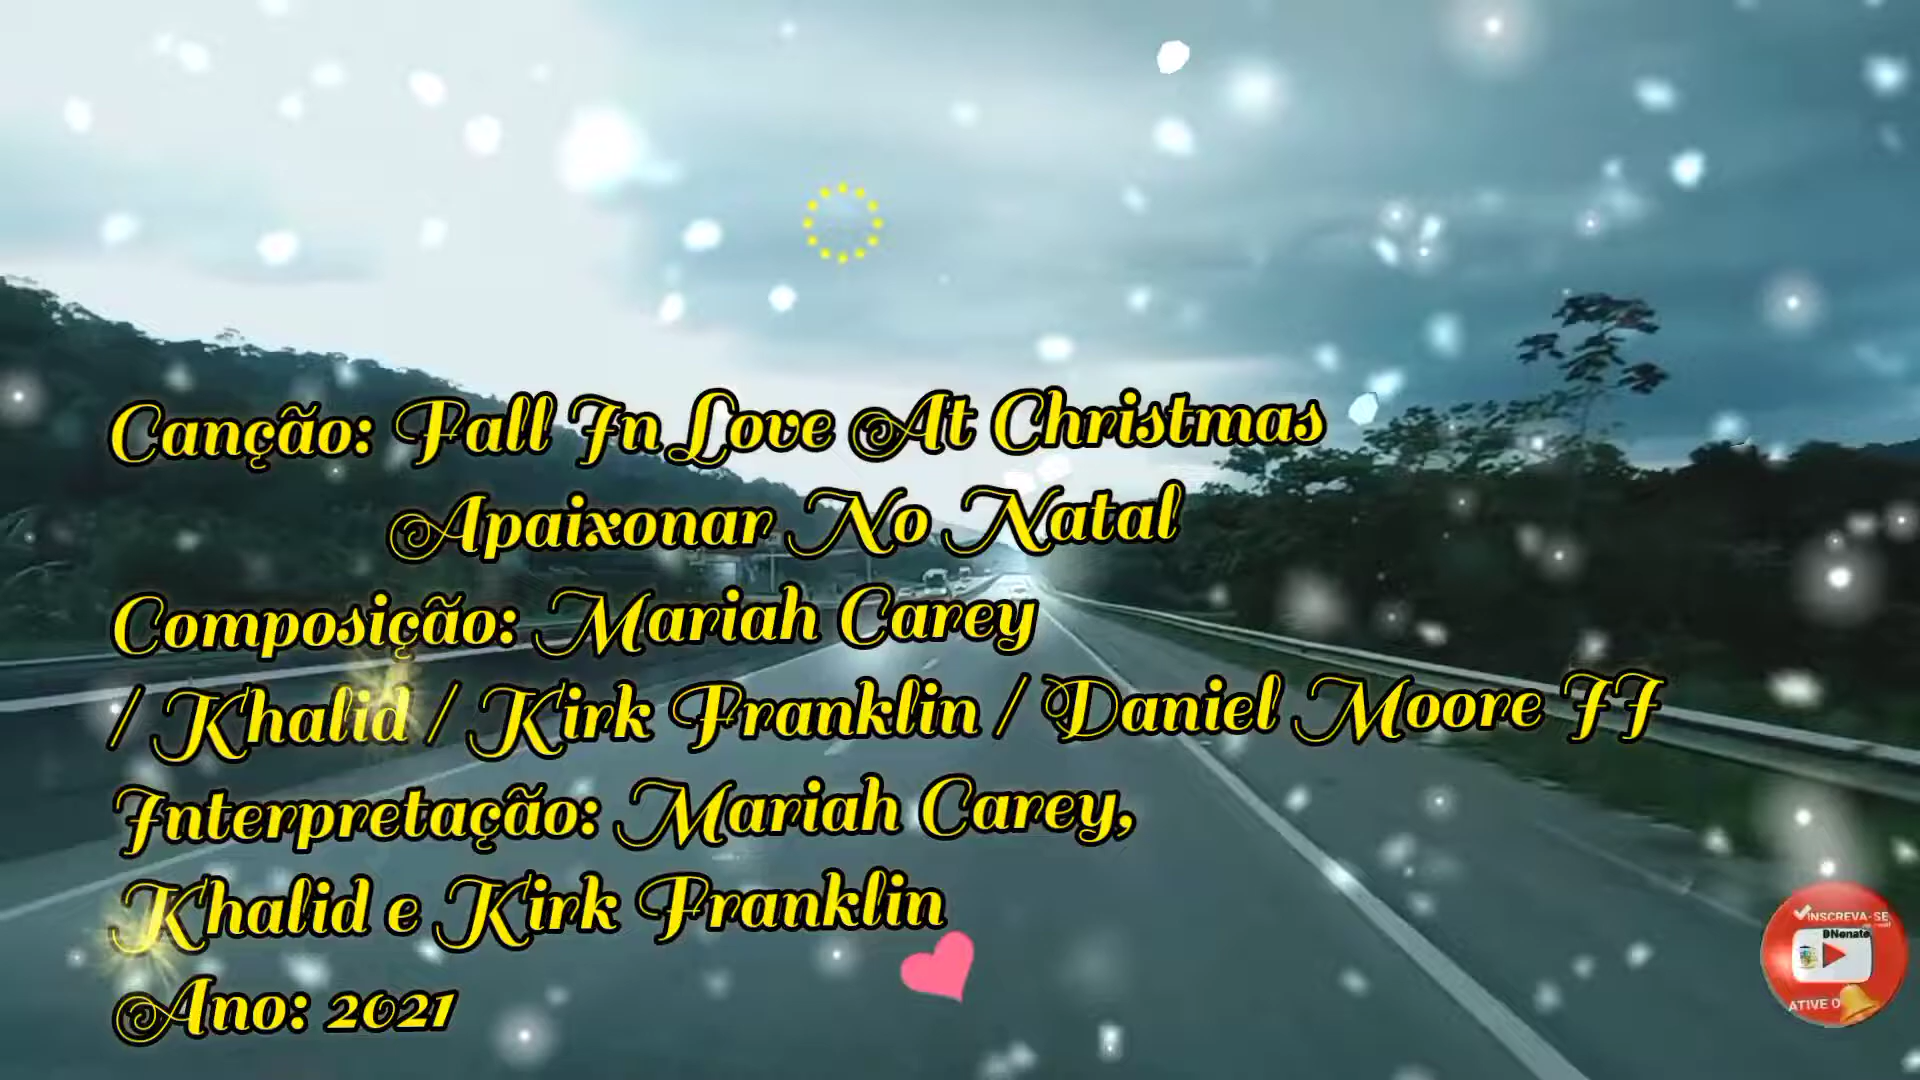 Canção: Fall In Love At Christmas
Apaixonar No Natal
Composição: Mariah Carey
/ Khalid / Kirk Franklin / Daniel Moore II
Interpretação: Mariah Carey,
Khalid e Kirk Franklin
Ano: 2021
INSCREVA-SE
DNonato
ATIVE O